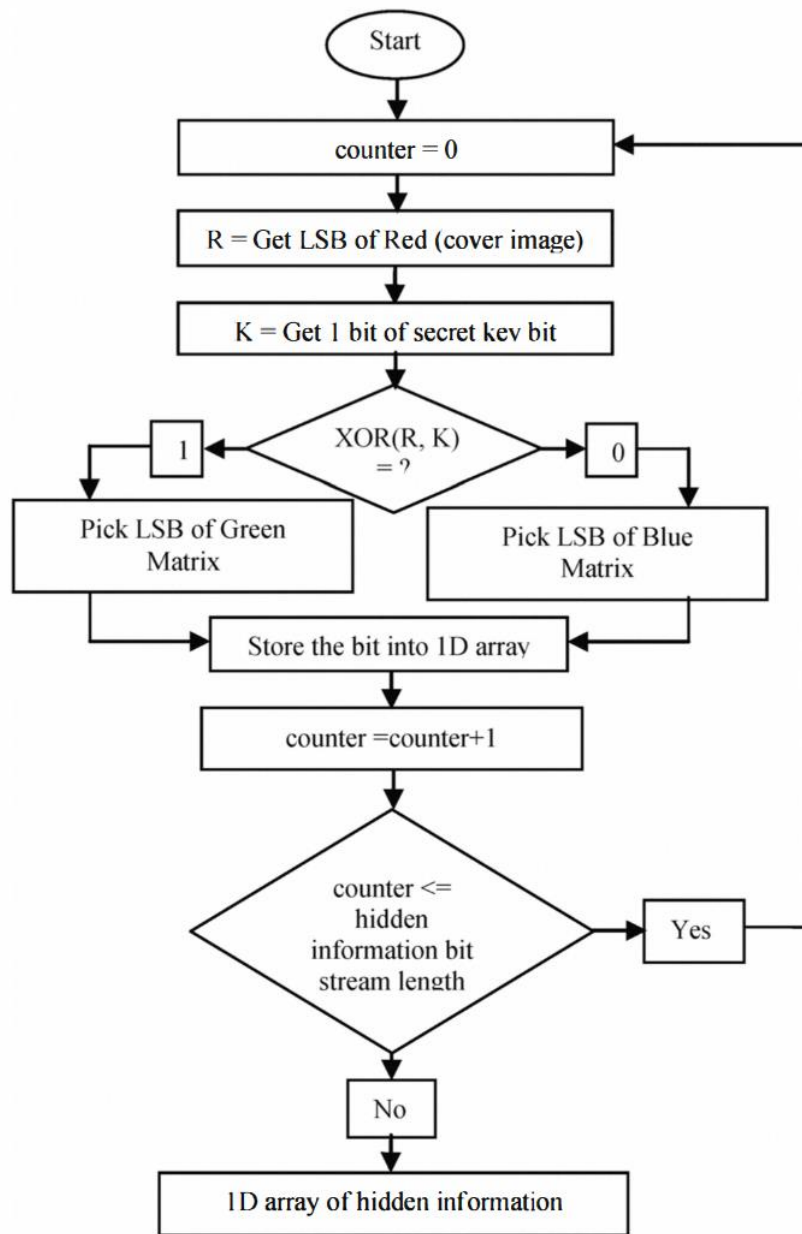 Start
counter = 0
R = Get LSB of Red (cover image)
K = Get 1 bit of secret kev bit
XOR(R, K)
= ?
1
0
Pick LSB of Green
Matrix
Pick LSB of Blue
Matrix
Store the bit into 1D array
counter =counter+1
counter <=
hidden
information bit
stream length
Yes
No
1D array of hidden information